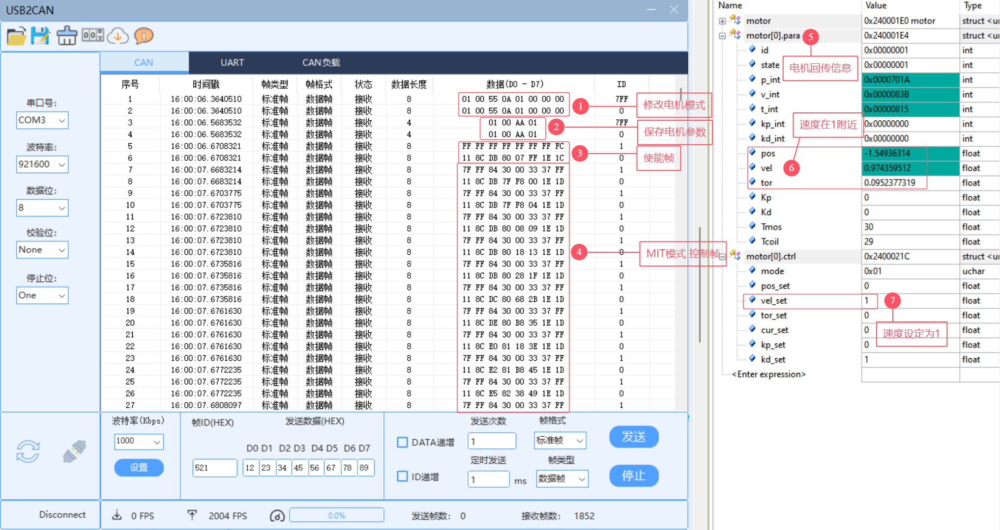 USB2CAN
CAN UART CAN负载
串口号:
COM3
波特率:
921600
数据位:
8
校验位:
None
停止位:
One
序号 时间戳 帧类型 帧格式 状态 数据长度 数据(D0 - D7) ID
1 16:00:06.3640510 标准帧 数据帧 接收 8 01 00 55 0A 01 00 00 00 7FF
2 16:00:06.3640510 标准帧 数据帧 接收 8 01 00 55 0A 01 00 00 00 0
3 16:00:06.5683532 标准帧 数据帧 接收 4 01 00 AA 01 7FF
4 16:00:06.5683532 标准帧 数据帧 接收 4 01 00 AA 01 0
5 16:00:06.6708321 标准帧 数据帧 接收 8 FF FF FF FF FF FF FF FC 1
6 16:00:06.6708321 标准帧 数据帧 接收 8 11 8C DB 80 07 FF 1E 1C 0
7 16:00:07.6683214 标准帧 数据帧 接收 8 7F FF 84 30 00 33 37 FF 1
8 16:00:07.6683214 标准帧 数据帧 接收 8 11 8C DB 7F F8 00 1E 1D 0
9 16:00:07.6703775 标准帧 数据帧 接收 8 7F FF 84 30 00 33 37 FF 1
10 16:00:07.6703775 标准帧 数据帧 接收 8 11 8C DB 7F F8 04 1E 1D 0
11 16:00:07.6723810 标准帧 数据帧 接收 8 7F FF 84 30 00 33 37 FF 1
12 16:00:07.6723810 标准帧 数据帧 接收 8 11 8C DB 80 08 09 1E 1D 0
13 16:00:07.6723810 标准帧 数据帧 接收 8 7F FF 84 30 00 33 37 FF 1
14 16:00:07.6723810 标准帧 数据帧 接收 8 11 8C DB 80 18 13 1E 1D 0
15 16:00:07.6735816 标准帧 数据帧 接收 8 7F FF 84 30 00 33 37 FF 1
16 16:00:07.6735816 标准帧 数据帧 接收 8 11 8C DB 80 28 1F 1E 1D 0
17 16:00:07.6735816 标准帧 数据帧 接收 8 7F FF 84 30 00 33 37 FF 1
18 16:00:07.6735816 标准帧 数据帧 接收 8 11 8C DC 80 68 2B 1E 1D 0
19 16:00:07.6761630 标准帧 数据帧 接收 8 7F FF 84 30 00 33 37 FF 1
20 16:00:07.6761630 标准帧 数据帧 接收 8 11 8C DE 80 B8 35 1E 1D 0
21 16:00:07.6761630 标准帧 数据帧 接收 8 7F FF 84 30 00 33 37 FF 1
22 16:00:07.6761630 标准帧 数据帧 接收 8 11 8C E0 81 18 3E 1E 1D 0
23 16:00:07.6761630 标准帧 数据帧 接收 8 7F FF 84 30 00 33 37 FF 1
24 16:00:07.6772235 标准帧 数据帧 接收 8 11 8C E2 81 B8 45 1E 1D 0
25 16:00:07.6772235 标准帧 数据帧 接收 8 7F FF 84 30 00 33 37 FF 1
26 16:00:07.6772235 标准帧 数据帧 接收 8 11 8C E5 82 38 49 1E 1D 0
27 16:00:07.6808097 标准帧 数据帧 接收 8 7F FF 84 30 00 33 37 FF 1
1 修改电机模式
2 保存电机参数
3 使能帧
4 MIT模式 控制帧
波特率(Kbps)
1000
设置
帧ID(HEX) 发送数据(HEX)
D0 D1 D2 D3 D4 D5 D6 D7
521 12 23 34 45 56 67 78 89
DATA递增
ID递增
发送次数
1
定时发送
1 ms
帧格式
标准帧
帧类型
数据帧
发送
停止
Disconnect 0 FPS 2004 FPS 0.0% 发送帧数: 0 接收帧数: 1852
Name Value Type
motor 0x240001E0 motor struct <ur
motor[0].para 0x240001E4 struct <ur
id 0x00000001 int
state 0x00000001 int
p_int 0x0000701A int
v_int 0x0000083B int
t_int 0x00000815 int
kp_int 0x00000000 int
kd_int 0x00000000 int
pos -1.54936314 float
vel 0.974359512 float
tor 0.0952377319 float
Kp 0 float
Kd 0 float
Tmos 30 float
Tcoil 29 float
motor[0].ctrl 0x2400021C struct <ur
mode 0x01 uchar
pos_set 0 float
vel_set 1 float
tor_set 0 float
cur_set 0 float
kp_set 0 float
kd_set 1 float
<Enter expression>
5 电机回传信息
6 速度在1附近
7 速度设定为1